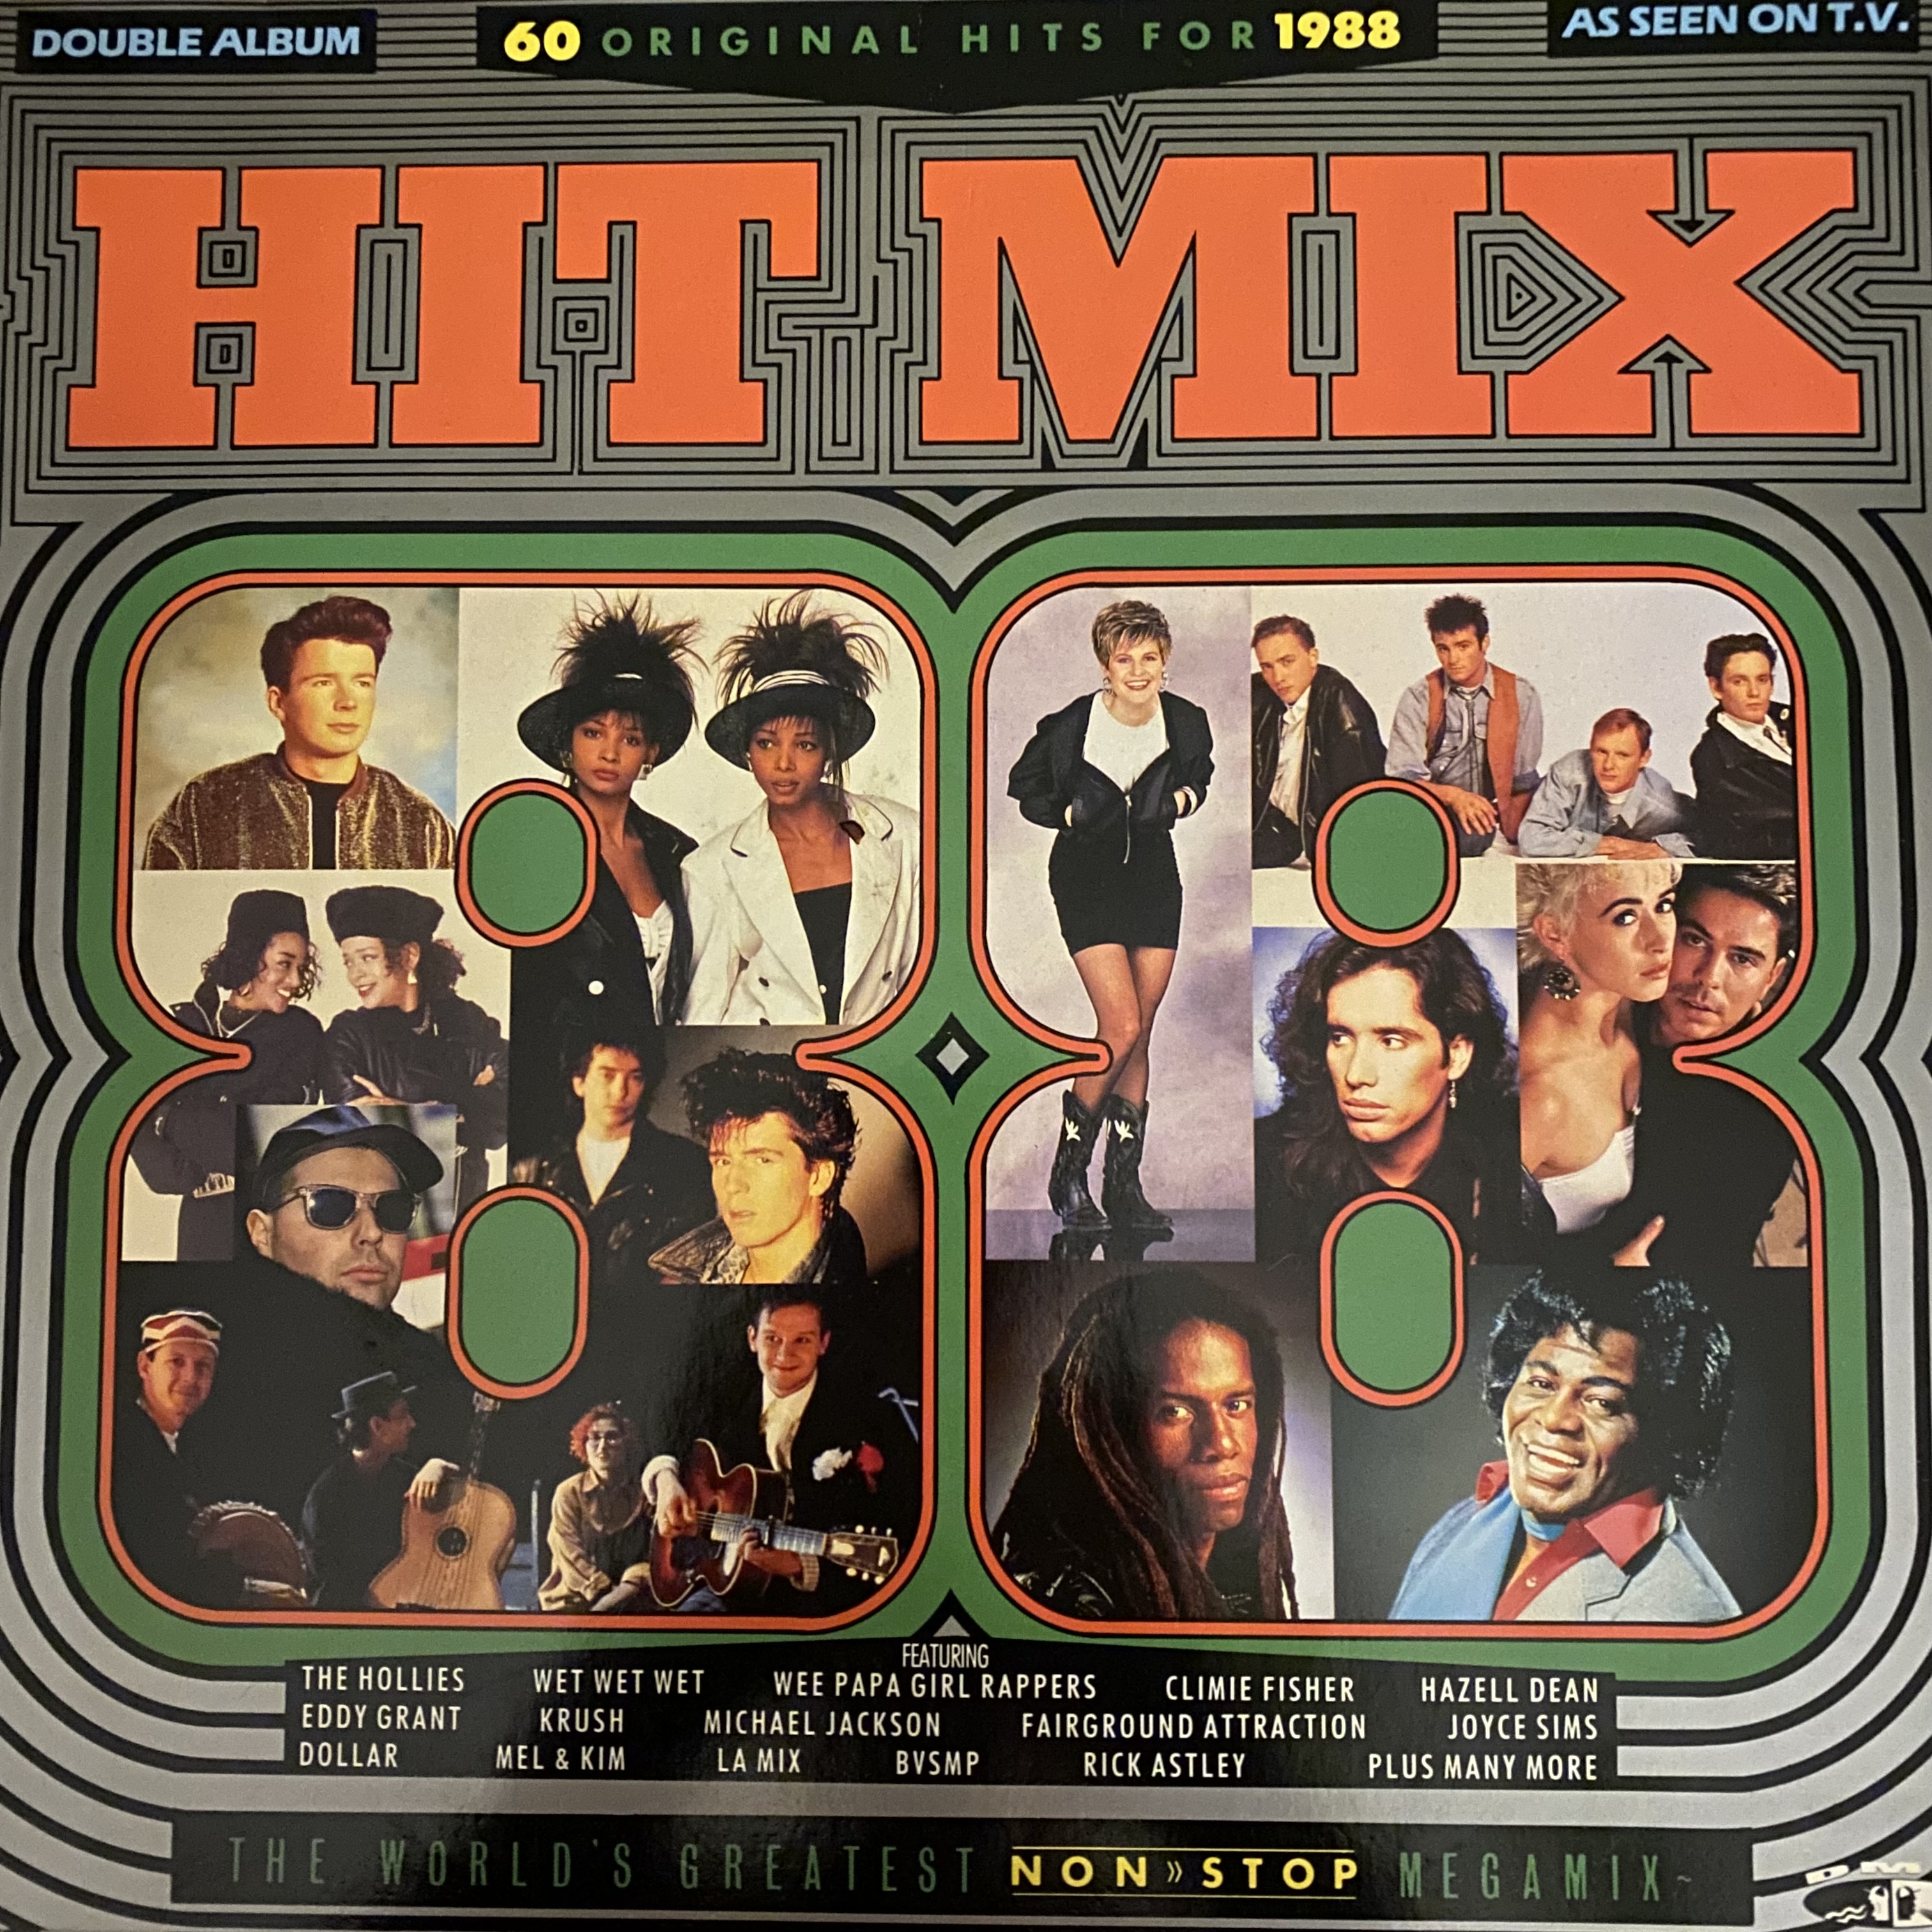 DOUBLE ALBUM
60 ORIGINAL HITS FOR 1988
AS SEEN ON T.V.
HIT MIX
88
FEATURING
THE HOLLIES WET WET WET WEE PAPA GIRL RAPPERS CLIMIE FISHER HAZELL DEAN
EDDY GRANT KRUSH MICHAEL JACKSON FAIRGROUND ATTRACTION JOYCE SIMS
DOLLAR MEL & KIM LA MIX BVSMP RICK ASTLEY PLUS MANY MORE
THE WORLD'S GREATEST NON»STOP MEGAMIX~